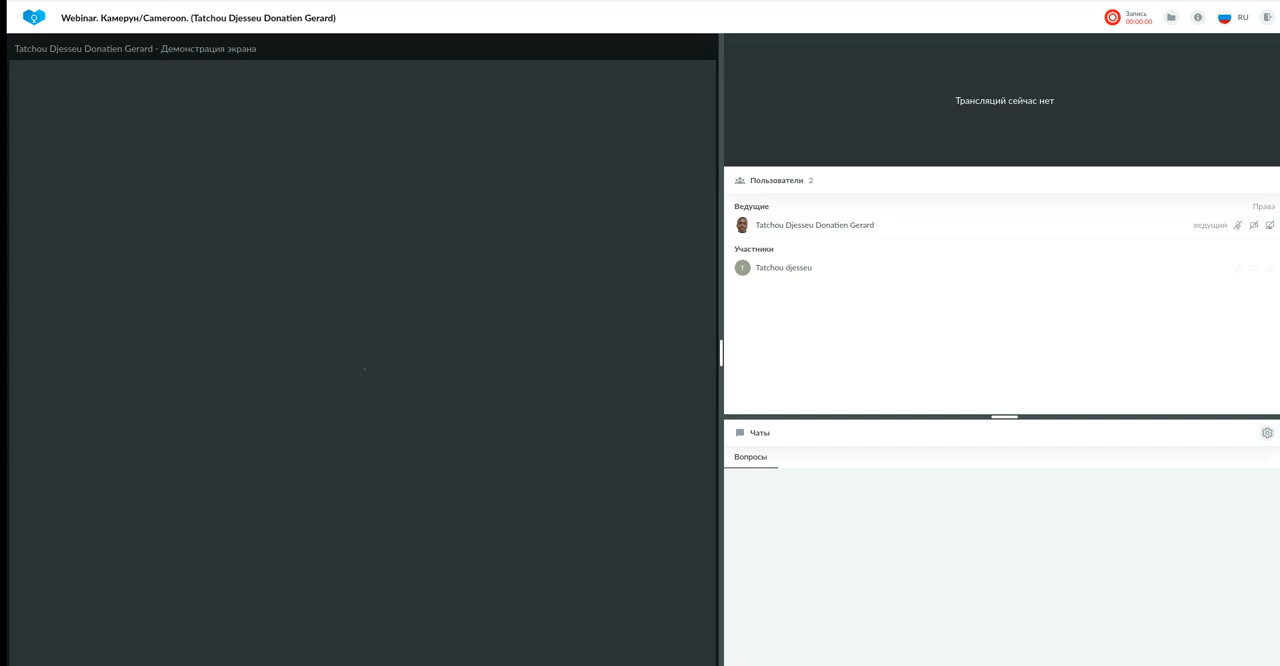 Webinar. Камерун/Cameroon. (Tatchou Djesseu Donatien Gerard)
Запись
00:00:00
RU
Tatchou Djesseu Donatien Gerard - Демонстрация экрана
Трансляций сейчас нет
Пользователи 2
Ведущие Права
Tatchou Djesseu Donatien Gerard ведущий
Участники
T Tatchou djesseu
Чаты
Вопросы